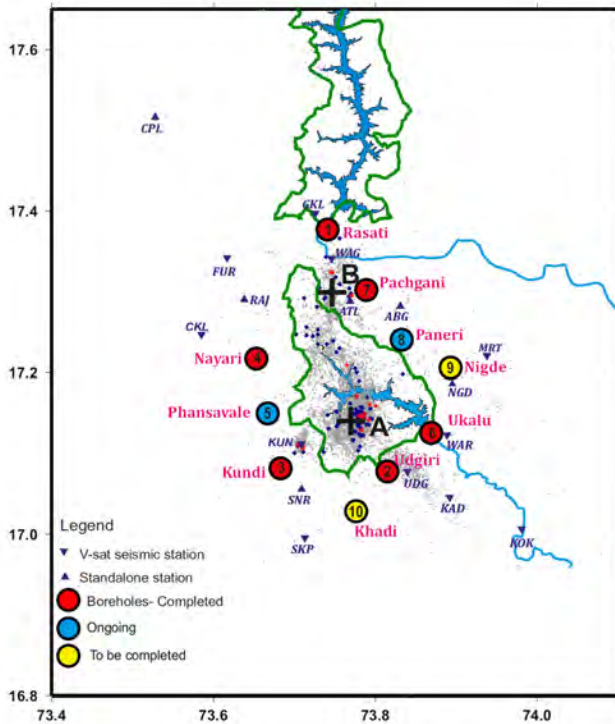 17.6
CPL
17.4
CKL
1 Rasati
WAG
FUR
B
7 Pachgani
RAJ
ATL
ABG
CKL
8 Paneri
MRT
Nayari 4
9 Nigde
NGD
Phansavale 5
17.2
A
Ukalu
6
KUN
WAR
Kundi 3
2 Udgiri
UDG
SNR
KAD
10
Khadi
KOK
17.0
SKP
Legend
V-sat seismic station
Standalone station
Boreholes- Completed
Ongoing
To be completed
16.8
73.4
73.6
73.8
74.0